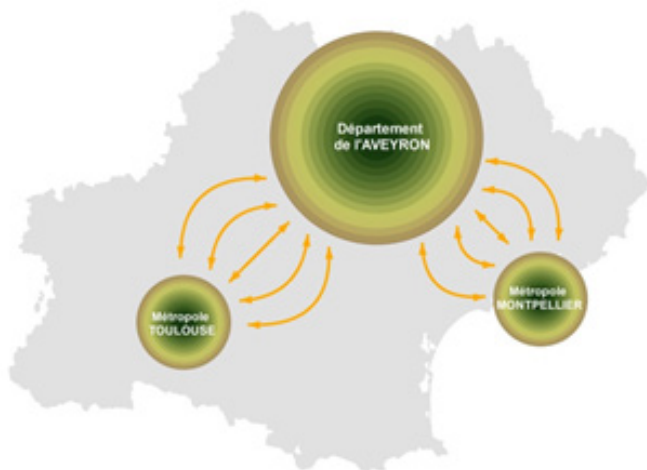 Département
de l'AVEYRON
Métropole
TOULOUSE
Métropole
MONTPELLIER